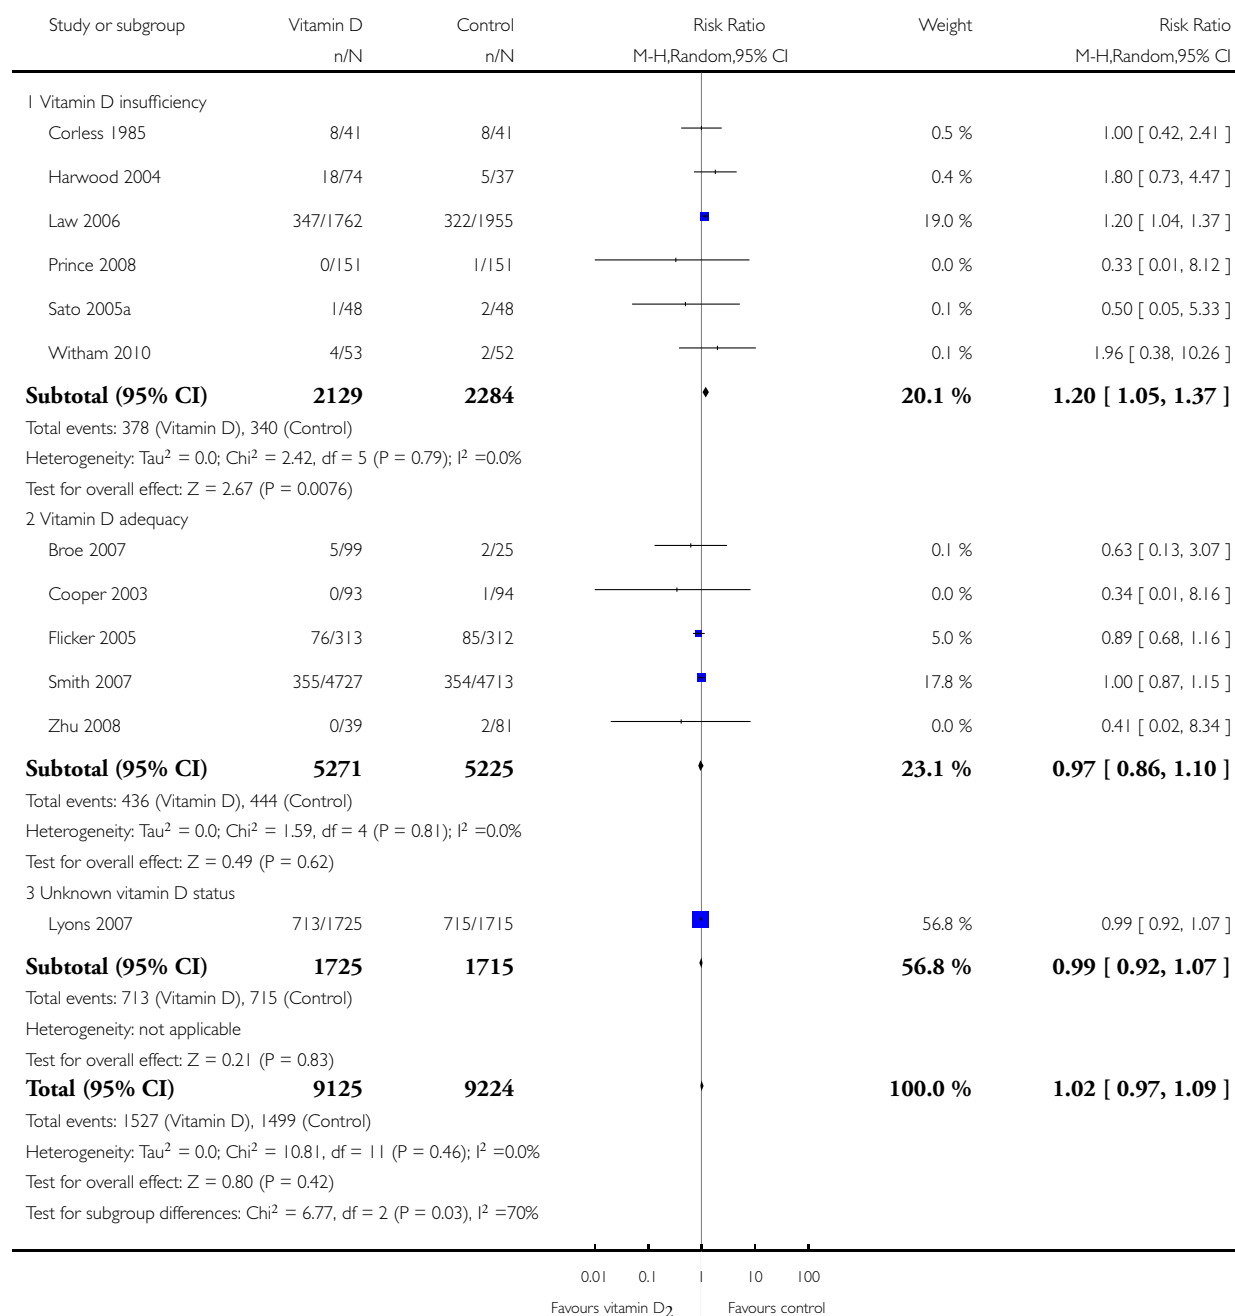 Study or subgroup Vitamin D Control Risk Ratio Weight Risk Ratio
n/N n/N M-H,Random,95% CI M-H,Random,95% CI
1 Vitamin D insufficiency
Corless 1985 8/41 8/41 0.5 % 1.00 [ 0.42, 2.41 ]
Harwood 2004 18/74 5/37 0.4 % 1.80 [ 0.73, 4.47 ]
Law 2006 347/1762 322/1955 19.0 % 1.20 [ 1.04, 1.37 ]
Prince 2008 0/151 1/151 0.0 % 0.33 [ 0.01, 8.12 ]
Sato 2005a 1/48 2/48 0.1 % 0.50 [ 0.05, 5.33 ]
Witham 2010 4/53 2/52 0.1 % 1.96 [ 0.38, 10.26 ]
Subtotal (95% CI) 2129 2284 20.1 % 1.20 [ 1.05, 1.37 ]
Total events: 378 (Vitamin D), 340 (Control)
Heterogeneity: Tau² = 0.0; Chi² = 2.42, df = 5 (P = 0.79); I² =0.0%
Test for overall effect: Z = 2.67 (P = 0.0076)
2 Vitamin D adequacy
Broe 2007 5/99 2/25 0.1 % 0.63 [ 0.13, 3.07 ]
Cooper 2003 0/93 1/94 0.0 % 0.34 [ 0.01, 8.16 ]
Flicker 2005 76/313 85/312 5.0 % 0.89 [ 0.68, 1.16 ]
Smith 2007 355/4727 354/4713 17.8 % 1.00 [ 0.87, 1.15 ]
Zhu 2008 0/39 2/81 0.0 % 0.41 [ 0.02, 8.34 ]
Subtotal (95% CI) 5271 5225 23.1 % 0.97 [ 0.86, 1.10 ]
Total events: 436 (Vitamin D), 444 (Control)
Heterogeneity: Tau² = 0.0; Chi² = 1.59, df = 4 (P = 0.81); I² =0.0%
Test for overall effect: Z = 0.49 (P = 0.62)
3 Unknown vitamin D status
Lyons 2007 713/1725 715/1715 56.8 % 0.99 [ 0.92, 1.07 ]
Subtotal (95% CI) 1725 1715 56.8 % 0.99 [ 0.92, 1.07 ]
Total events: 713 (Vitamin D), 715 (Control)
Heterogeneity: not applicable
Test for overall effect: Z = 0.21 (P = 0.83)
Total (95% CI) 9125 9224 100.0 % 1.02 [ 0.97, 1.09 ]
Total events: 1527 (Vitamin D), 1499 (Control)
Heterogeneity: Tau² = 0.0; Chi² = 10.81, df = 11 (P = 0.46); I² =0.0%
Test for overall effect: Z = 0.80 (P = 0.42)
Test for subgroup differences: Chi² = 6.77, df = 2 (P = 0.03), I² =70%
0.01 0.1 1 10 100
Favours vitamin D₂ Favours control